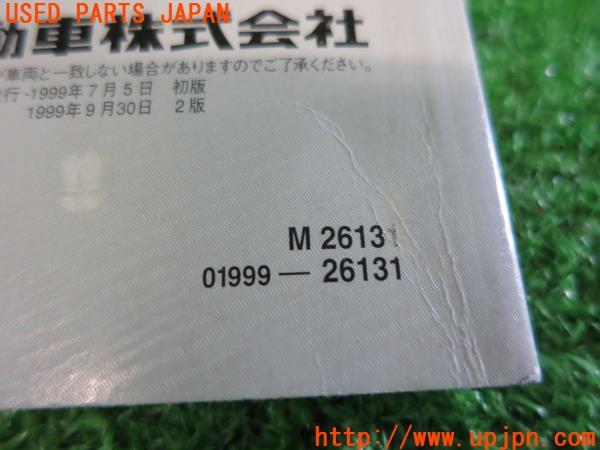 USED PARTS JAPAN
動車株式会社
車両と一致しない場合がありますのでご了承ください。
行 -1999年7月5日 初版
1999年9月30日 2版
M 26131
01999 — 26131
http://www.upjpn.com